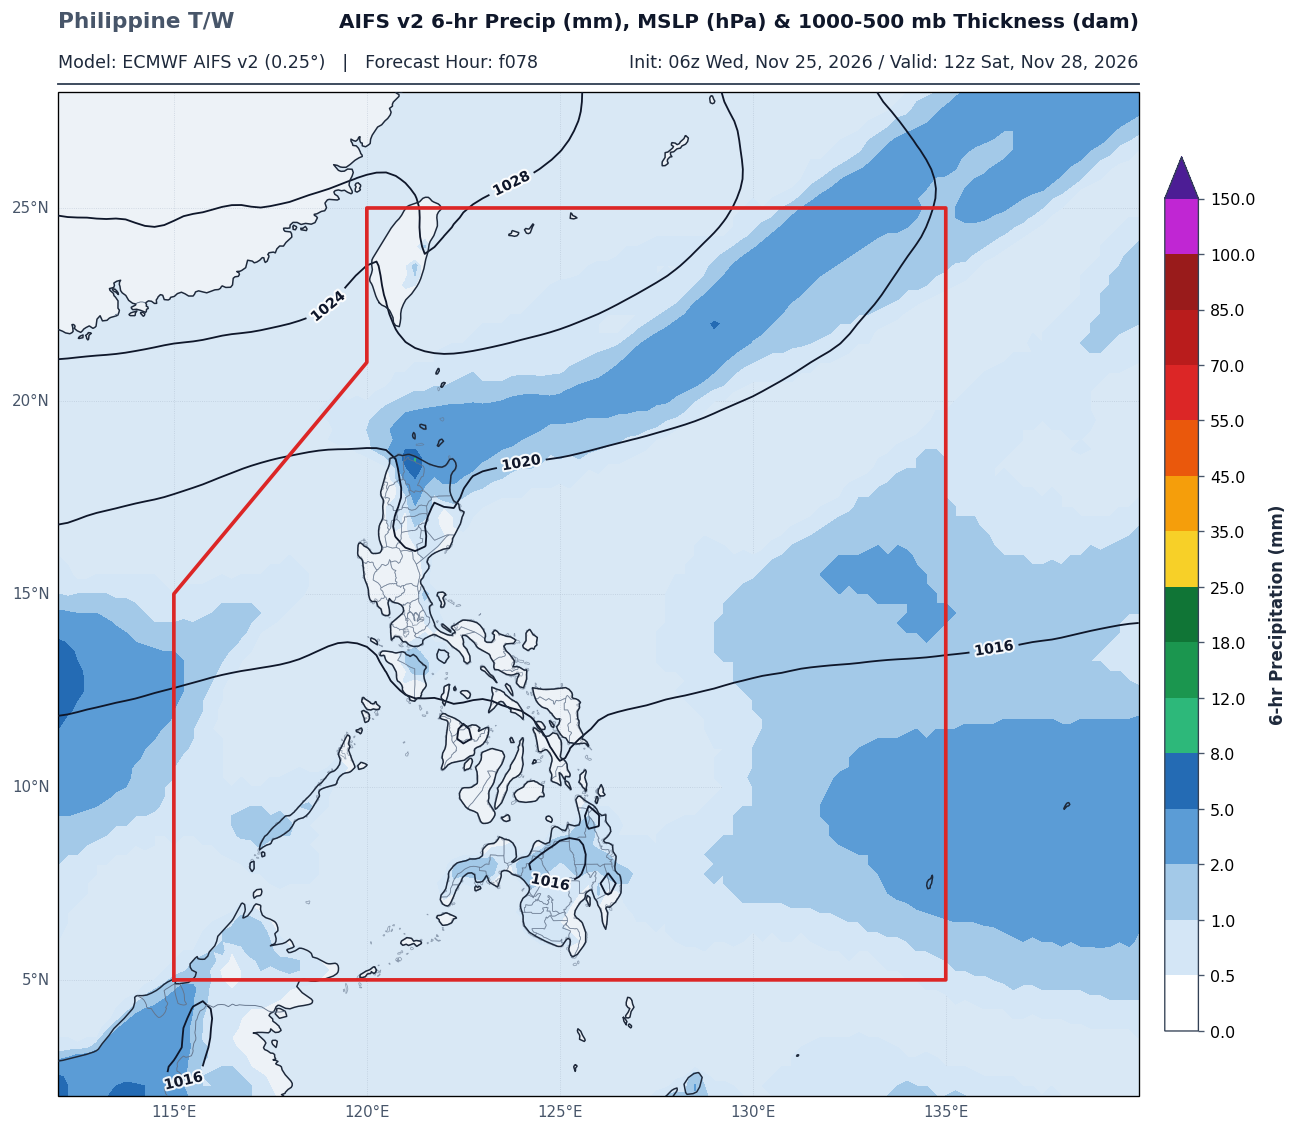 Philippine T/W
AIFS v2 6-hr Precip (mm), MSLP (hPa) & 1000-500 mb Thickness (dam)
Model: ECMWF AIFS v2 (0.25°) | Forecast Hour: f078
Init: 06z Wed, Nov 25, 2026 / Valid: 12z Sat, Nov 28, 2026
25°N
20°N
15°N
10°N
5°N
115°E
120°E
125°E
130°E
135°E
1028
1024
1020
1016
1016
1016
150.0
100.0
85.0
70.0
55.0
45.0
35.0
25.0
18.0
12.0
8.0
5.0
2.0
1.0
0.5
0.0
6-hr Precipitation (mm)